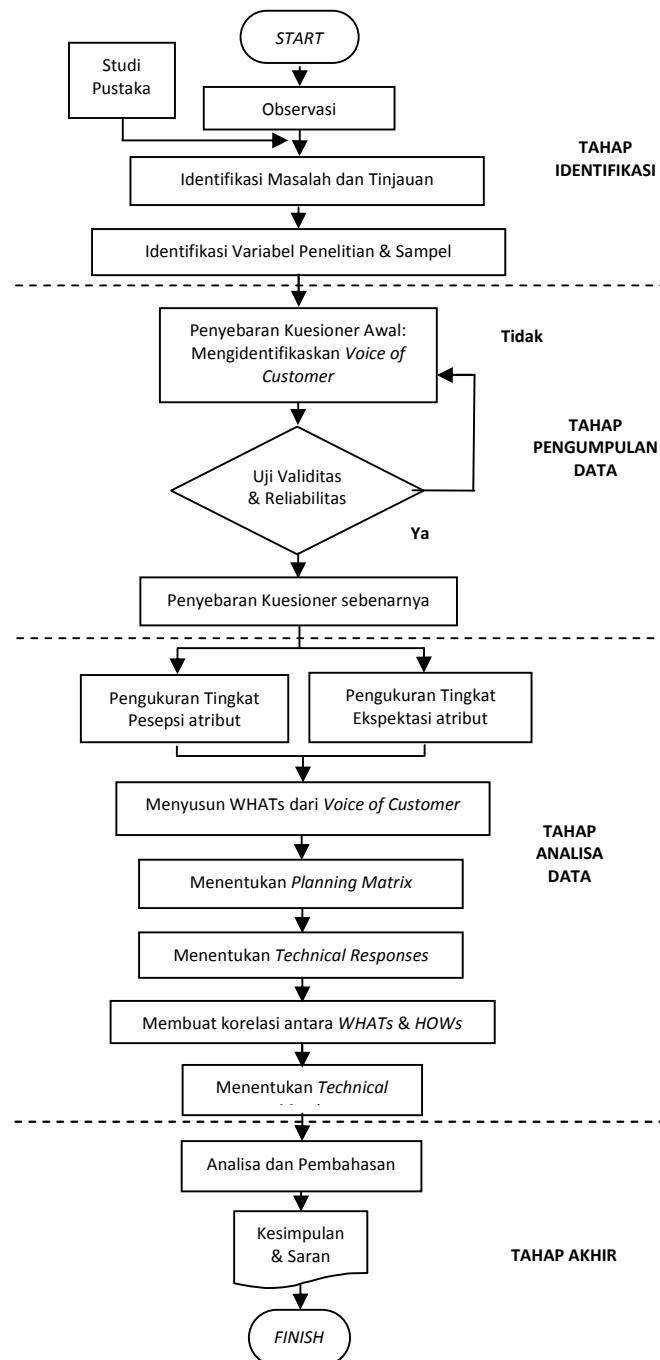 START
Studi
Pustaka
Observasi
TAHAP
IDENTIFIKASI
Identifikasi Masalah dan Tinjauan
Identifikasi Variabel Penelitian & Sampel
Penyebaran Kuesioner Awal:
Mengidentifikaskan Voice of
Customer
Tidak
TAHAP
PENGUMPULAN
DATA
Uji Validitas
& Reliabilitas
Ya
Penyebaran Kuesioner sebenarnya
Pengukuran Tingkat
Pesepsi atribut
Pengukuran Tingkat
Ekspektasi atribut
Menyusun WHATs dari Voice of Customer
TAHAP
ANALISA
DATA
Menentukan Planning Matrix
Menentukan Technical Responses
Membuat korelasi antara WHATs & HOWs
Menentukan Technical
Analisa dan Pembahasan
Kesimpulan
& Saran
TAHAP AKHIR
FINISH